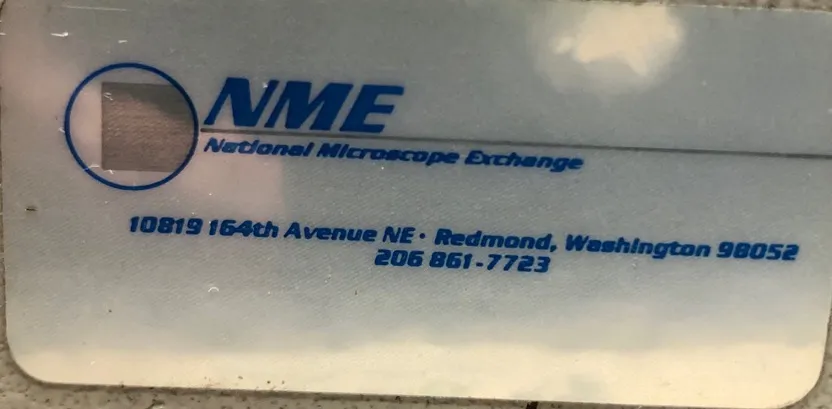 NME
National Microscope Exchange
10819 164th Avenue NE · Redmond, Washington 98052
206 861-7723